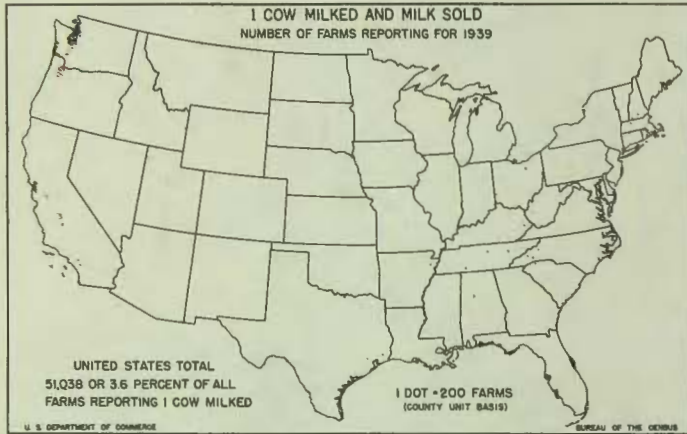 1 COW MILKED AND MILK SOLD
NUMBER OF FARMS REPORTING FOR 1939
UNITED STATES TOTAL
51,038 OR 3.6 PERCENT OF ALL
FARMS REPORTING 1 COW MILKED
1 DOT = 200 FARMS
(COUNTY UNIT BASIS)
U. S. DEPARTMENT OF COMMERCE
BUREAU OF THE CENSUS